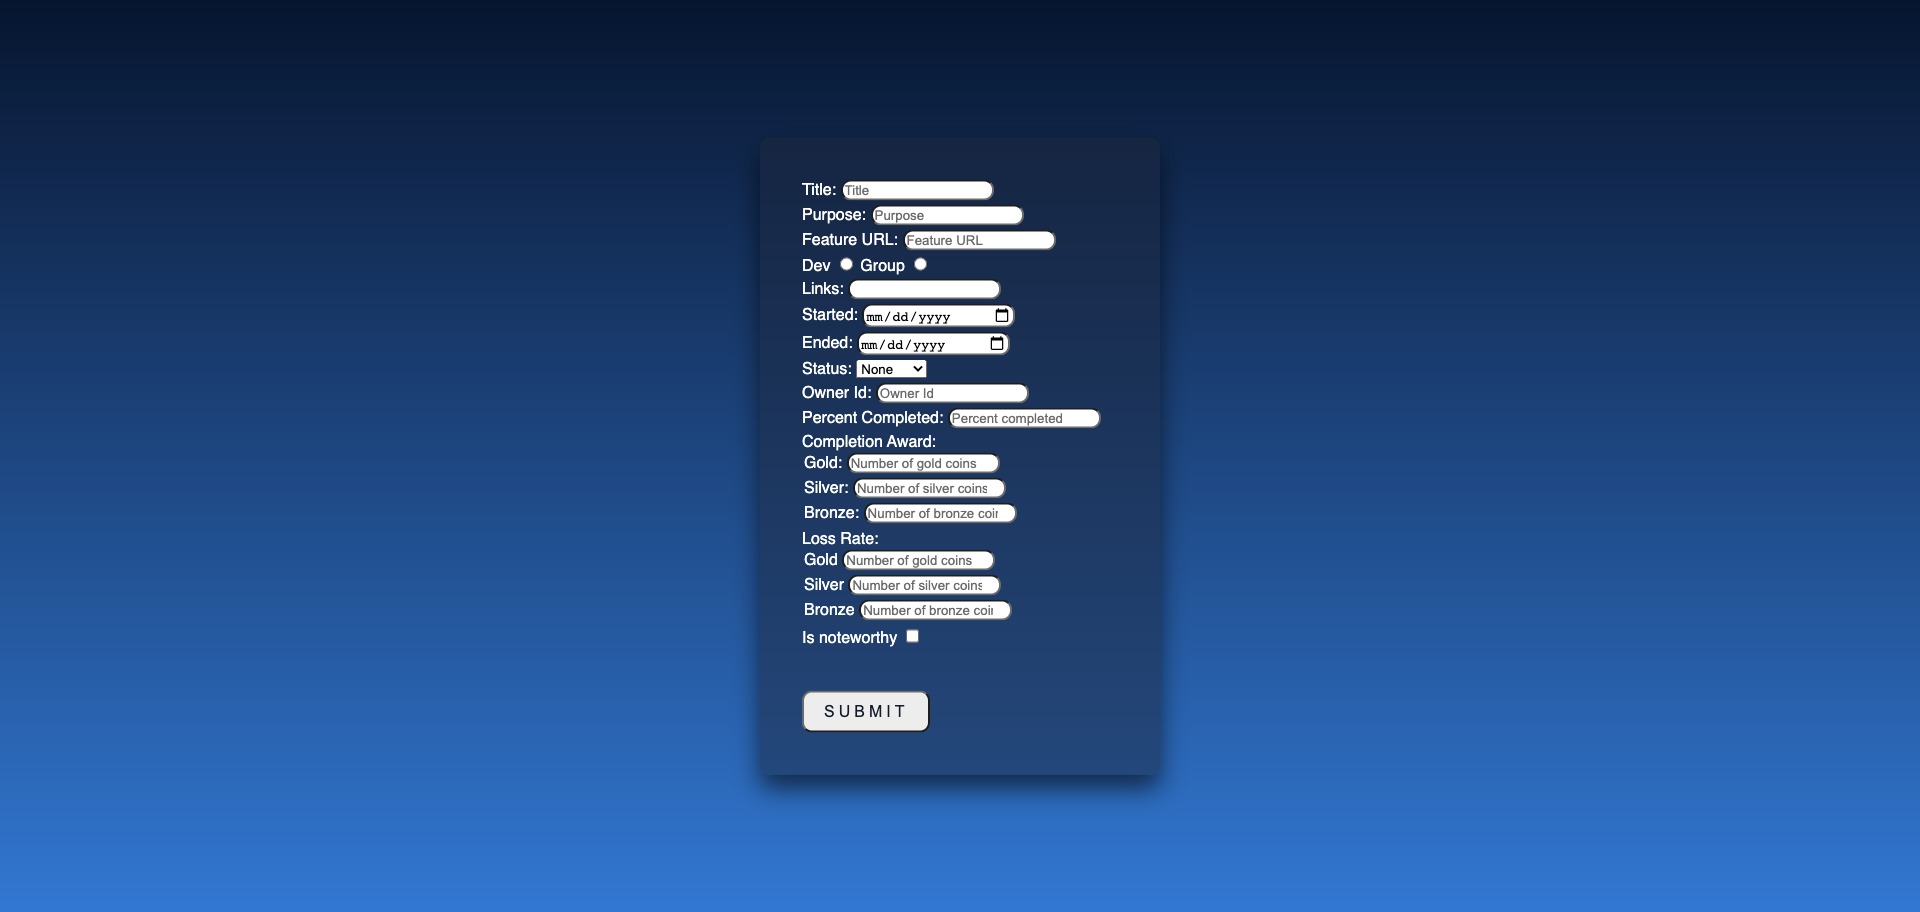 Title: Title
Purpose: Purpose
Feature URL: Feature URL
Dev Group
Links:
Started: mm/dd/yyyy
Ended: mm/dd/yyyy
Status: None
Owner Id: Owner Id
Percent Completed: Percent completed
Completion Award:
Gold: Number of gold coins
Silver: Number of silver coins
Bronze: Number of bronze coi
Loss Rate:
Gold Number of gold coins
Silver Number of silver coins
Bronze Number of bronze coi
Is noteworthy
SUBMIT